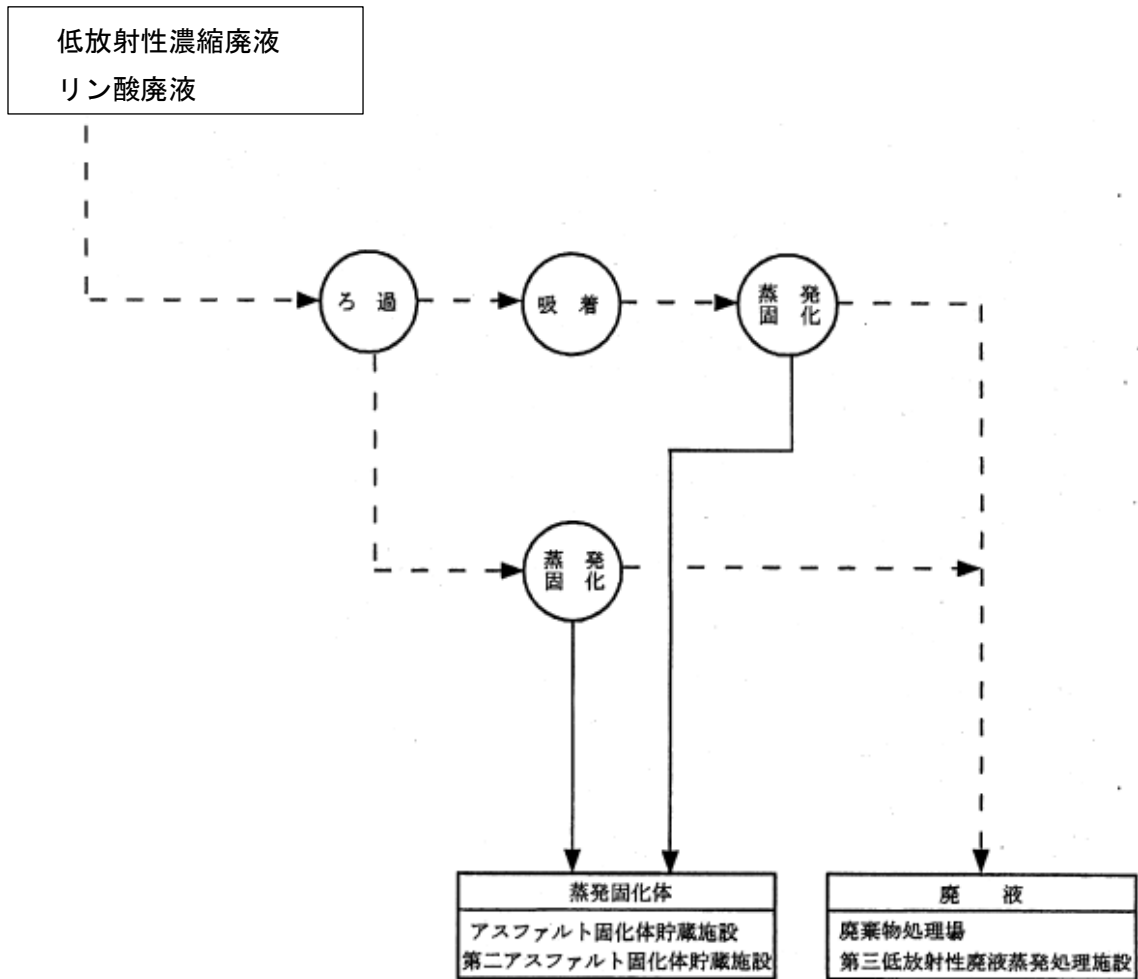 低放射性濃縮廃液
リン酸廃液
ろ 過
吸 着
蒸 発
固 化
蒸 発
固 化
蒸発固化体
アスファルト固化体貯蔵施設
第二アスファルト固化体貯蔵施設
廃 液
廃棄物処理場
第三低放射性廃液蒸発処理施設